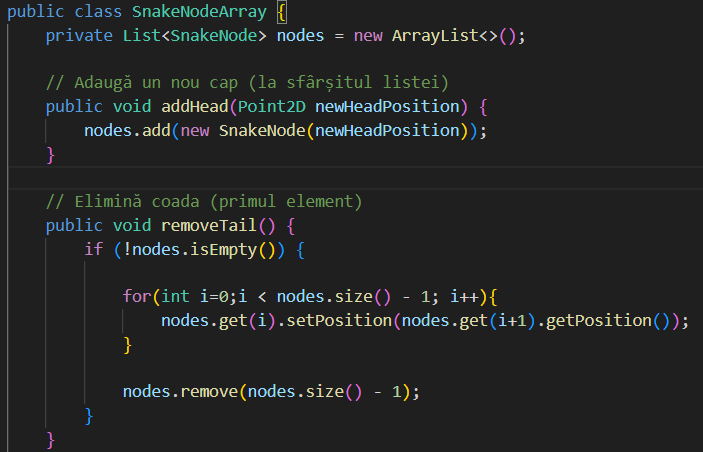 public class SnakeNodeArray {
private List<SnakeNode> nodes = new ArrayList<>();
// Adaugă un nou cap (la sfârșitul listei)
public void addHead(Point2D newHeadPosition) {
nodes.add(new SnakeNode(newHeadPosition));
}
// Elimină coada (primul element)
public void removeTail() {
if (!nodes.isEmpty()) {
for(int i=0;i < nodes.size() - 1; i++){
nodes.get(i).setPosition(nodes.get(i+1).getPosition());
}
nodes.remove(nodes.size() - 1);
}
}